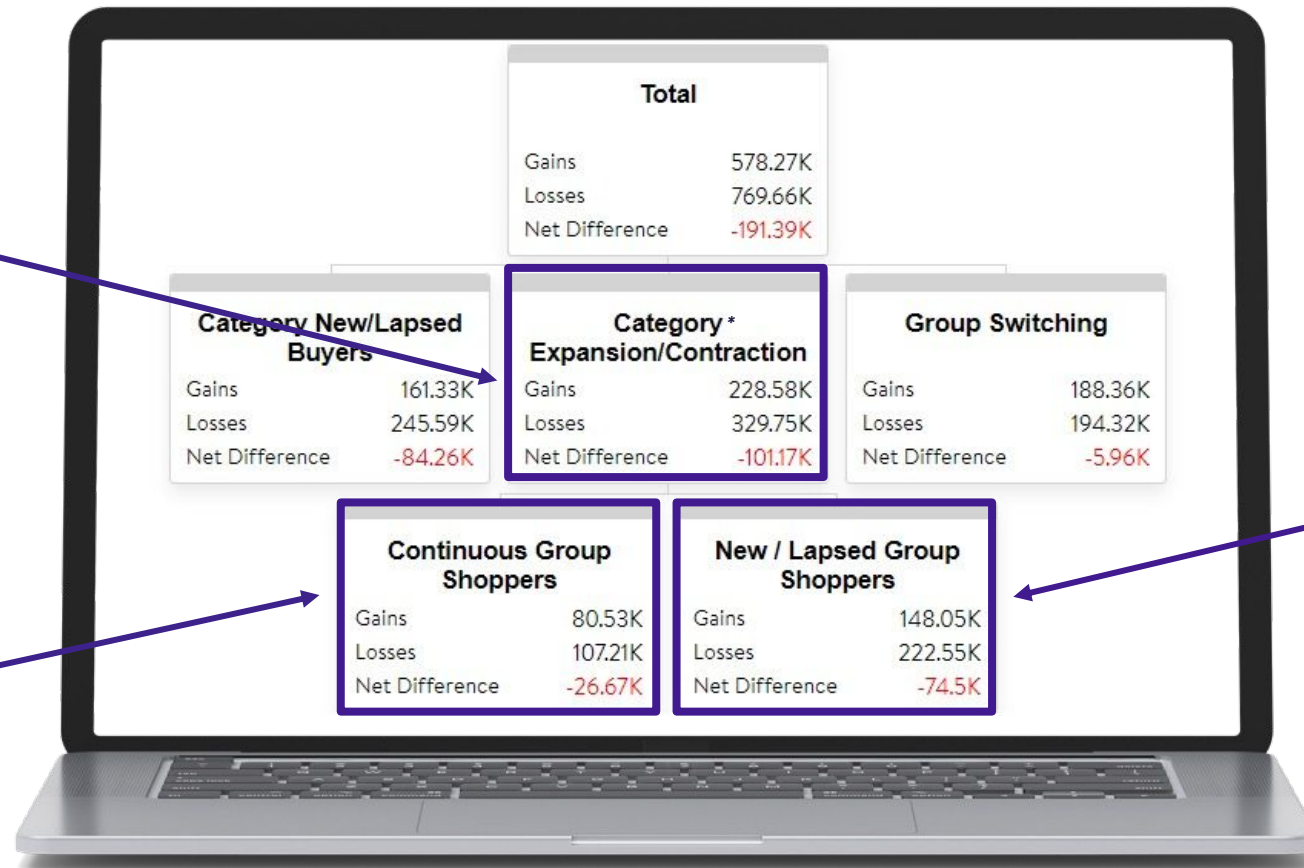 Total
Gains 578.27K
Losses 769.66K
Net Difference -191.39K
Category New/Lapsed
Buyers
Gains 161.33K
Losses 245.59K
Net Difference -84.26K
Category *
Expansion/Contraction
Gains 228.58K
Losses 329.75K
Net Difference -101.17K
Group Switching
Gains 188.36K
Losses 194.32K
Net Difference -5.96K
Continuous Group
Shoppers
Gains 80.53K
Losses 107.21K
Net Difference -26.67K
New / Lapsed Group
Shoppers
Gains 148.05K
Losses 222.55K
Net Difference -74.5K